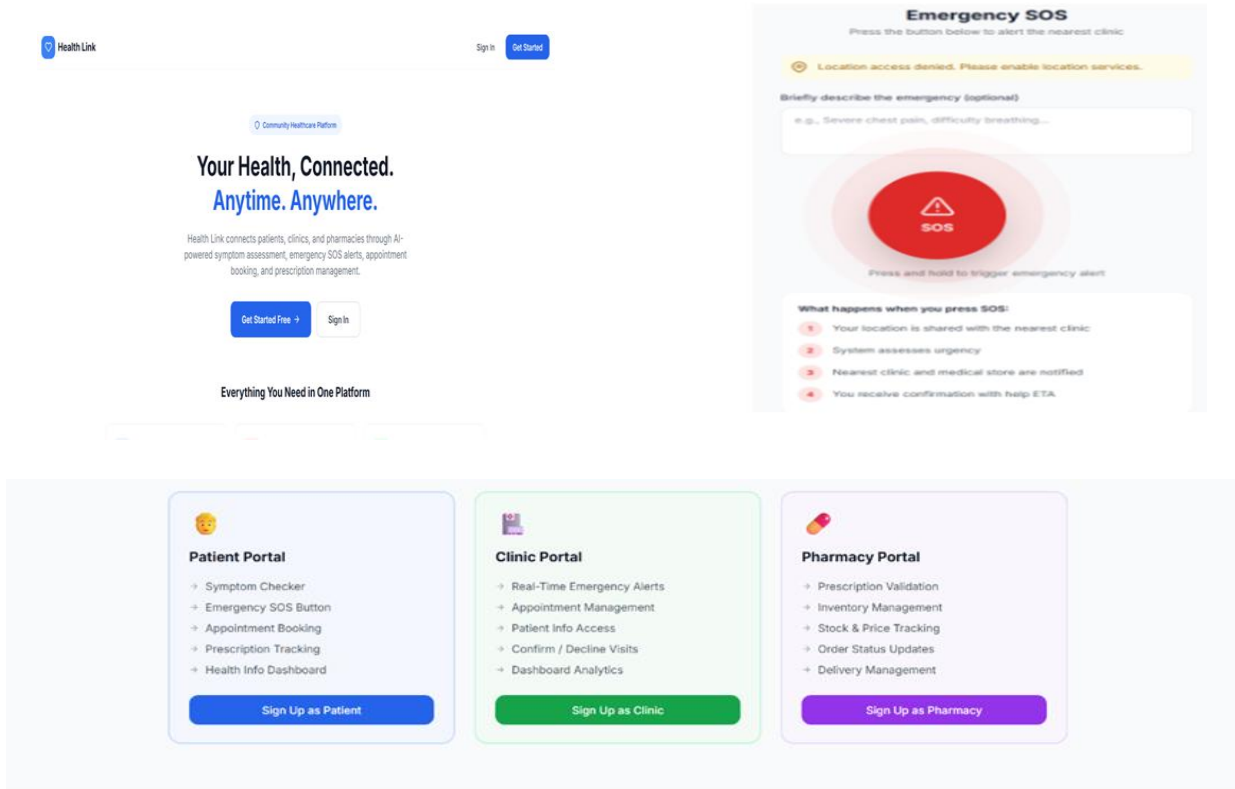 Health Link
Sign In
Get Started
Community Healthcare Platform
Your Health, Connected.
Anytime. Anywhere.
Health Link connects patients, clinics, and pharmacies through AI-
powered symptom assessment, emergency SOS alerts, appointment
booking, and prescription management.
Get Started Free →
Sign In
Everything You Need in One Platform
Emergency SOS
Press the button below to alert the nearest clinic
Location access denied. Please enable location services.
Briefly describe the emergency (optional)
e.g., Severe chest pain, difficulty breathing...
SOS
Press and hold to trigger emergency alert
What happens when you press SOS:
1 Your location is shared with the nearest clinic
2 System assesses urgency
3 Nearest clinic and medical store are notified
4 You receive confirmation with help ETA
Patient Portal
→ Symptom Checker
→ Emergency SOS Button
→ Appointment Booking
→ Prescription Tracking
→ Health Info Dashboard
Sign Up as Patient
Clinic Portal
→ Real-Time Emergency Alerts
→ Appointment Management
→ Patient Info Access
→ Confirm / Decline Visits
→ Dashboard Analytics
Sign Up as Clinic
Pharmacy Portal
→ Prescription Validation
→ Inventory Management
→ Stock & Price Tracking
→ Order Status Updates
→ Delivery Management
Sign Up as Pharmacy